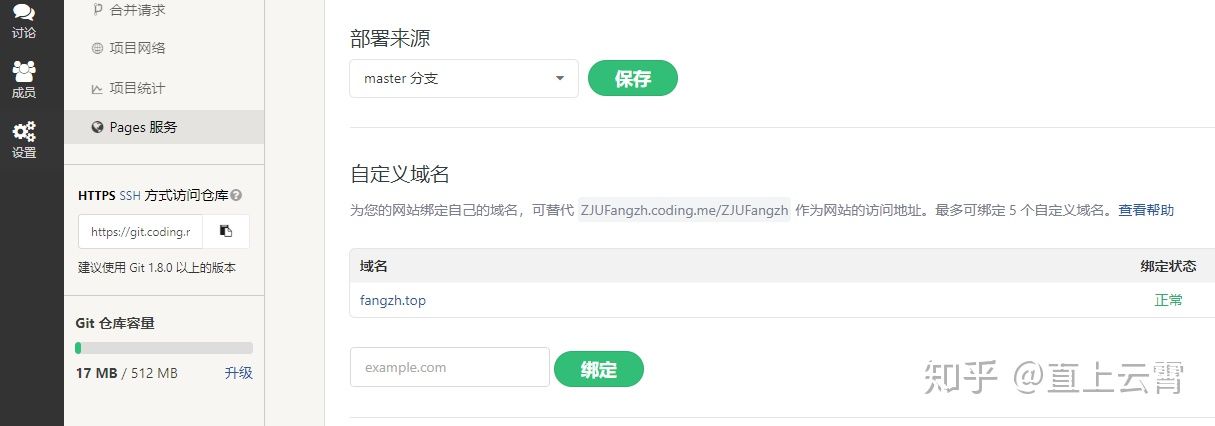 讨论
成员
设置
合并请求
项目网络
项目统计
Pages 服务
HTTPS SSH 方式访问仓库
https://git.coding.r
建议使用 Git 1.8.0 以上的版本
Git 仓库容量
17 MB / 512 MB 升级
部署来源
master 分支 保存
自定义域名
为您的网站绑定自己的域名，可替代 ZJUFangzh.coding.me/ZJUFangzh 作为网站的访问地址。最多可绑定 5 个自定义域名。查看帮助
域名 绑定状态
fangzh.top 正常
example.com 绑定
知乎 @直上云霄